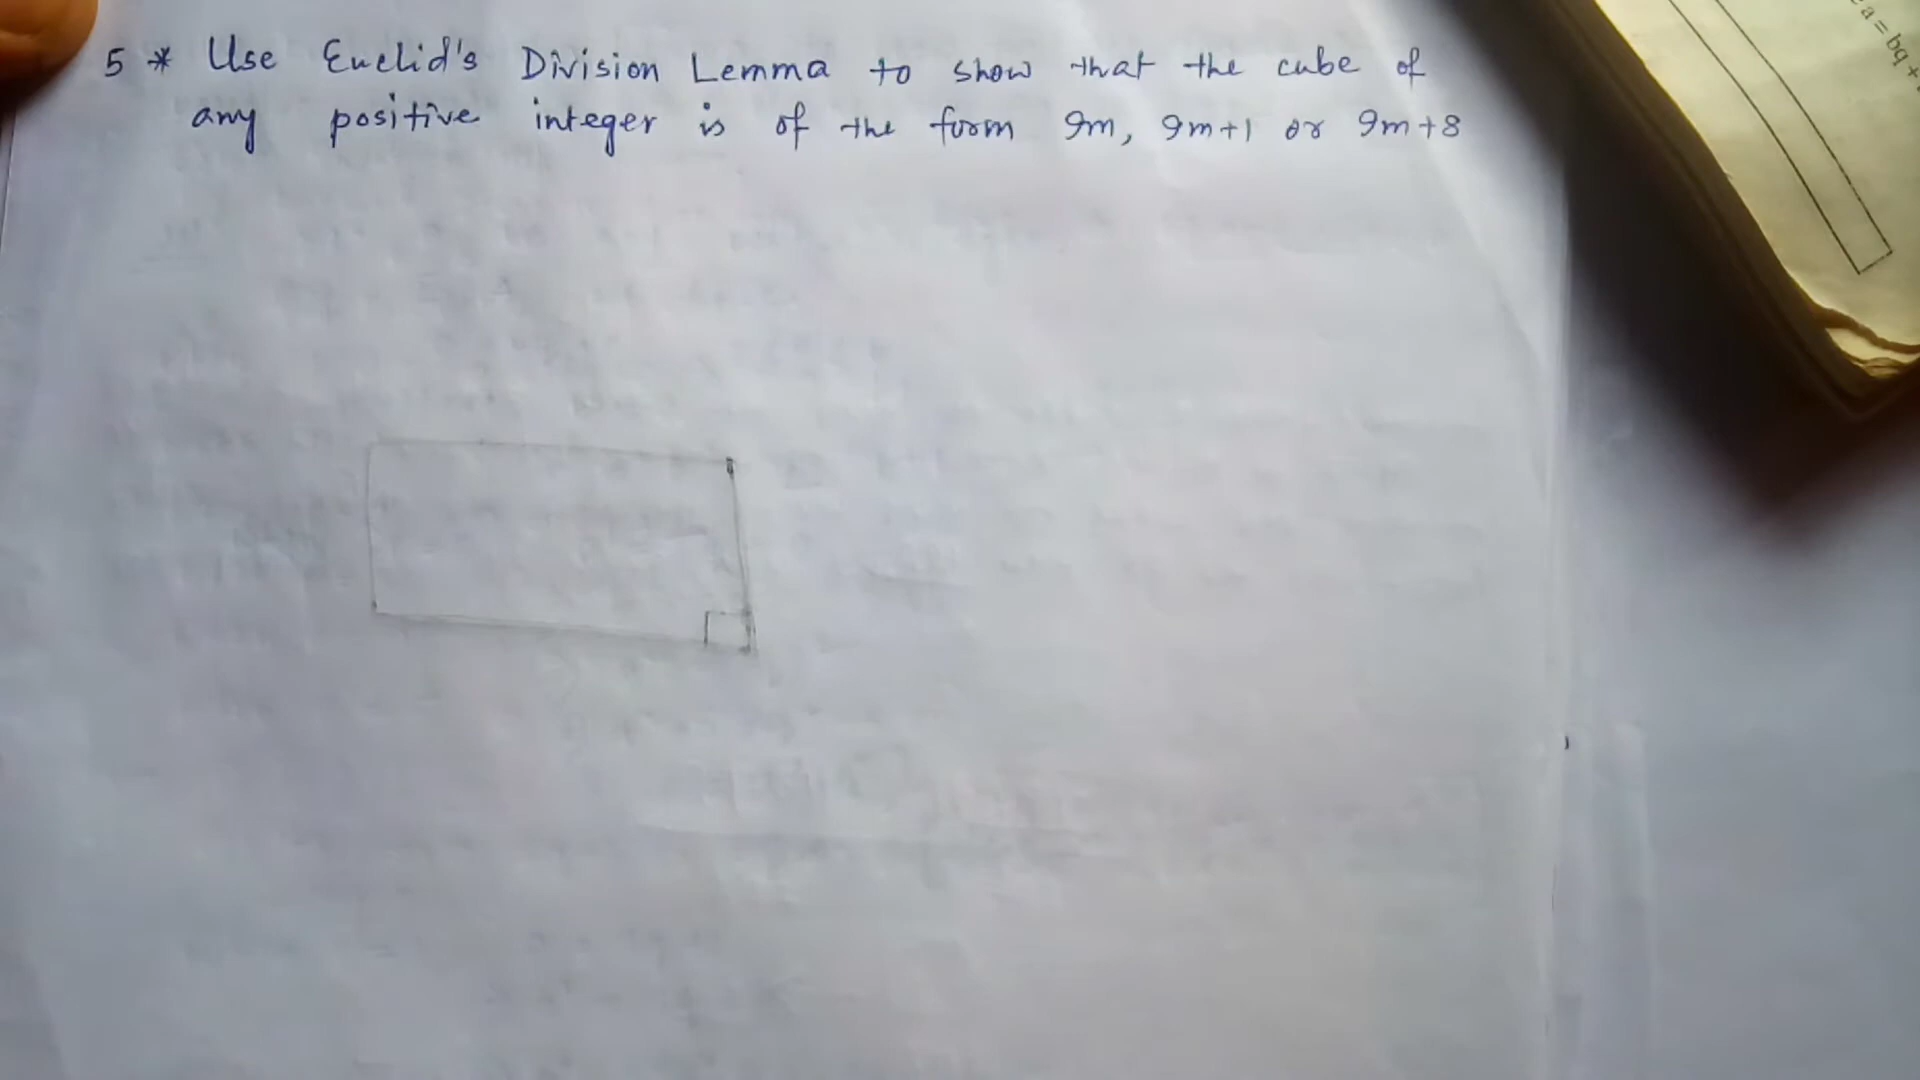 5 * Use Euclid's Division Lemma to show that the cube of
any positive integer is of the form 9m, 9m+1 or 9m+8
a = bq +